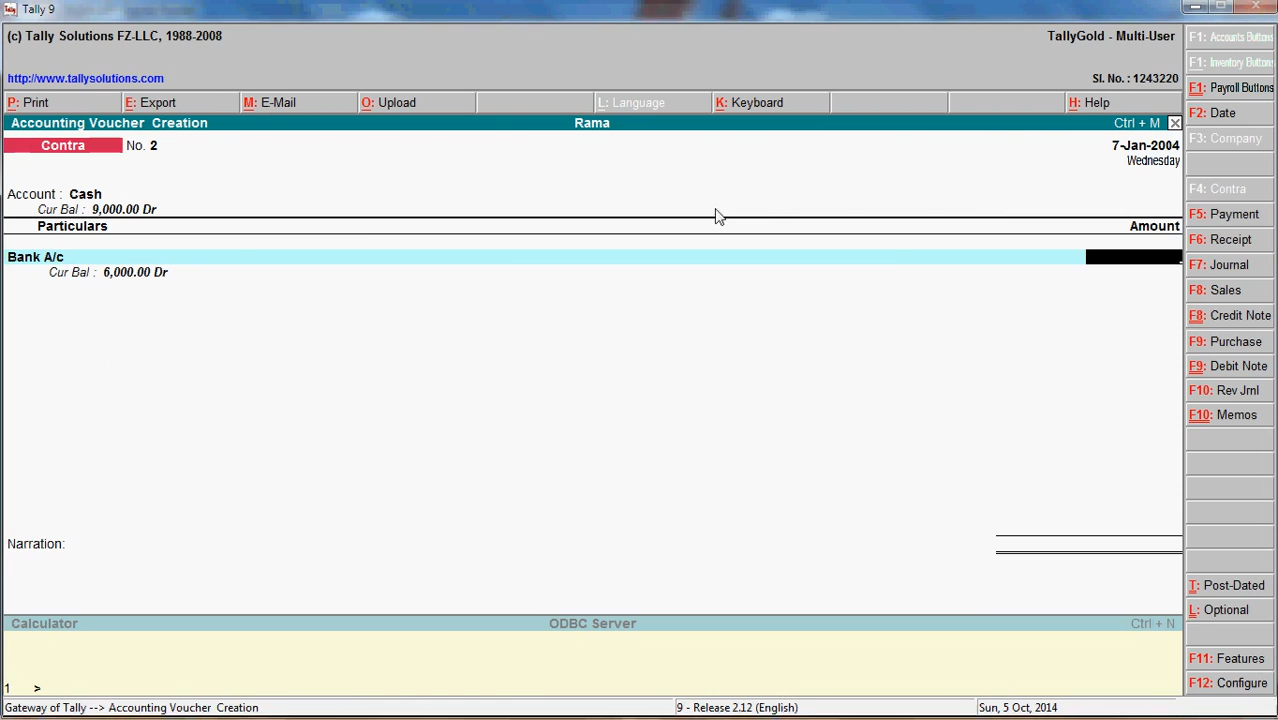 Tally 9
(c) Tally Solutions FZ-LLC, 1988-2008
TallyGold - Multi-User
http://www.tallysolutions.com
Sl. No. : 1243220
P: Print
E: Export
M: E-Mail
O: Upload
L: Language
K: Keyboard
H: Help
Accounting Voucher Creation
Rama
Ctrl + M
Contra
No. 2
7-Jan-2004
Wednesday
Account : Cash
Cur Bal : 9,000.00 Dr
Particulars
Amount
Bank A/c
Cur Bal : 6,000.00 Dr
Narration:
Calculator
ODBC Server
Ctrl + N
1 >
Gateway of Tally --> Accounting Voucher Creation
9 - Release 2.12 (English)
Sun, 5 Oct, 2014
F1: Accounts Buttons
F1: Inventory Buttons
F1: Payroll Buttons
F2: Date
F3: Company
F4: Contra
F5: Payment
F6: Receipt
F7: Journal
F8: Sales
F8: Credit Note
F9: Purchase
F9: Debit Note
F10: Rev Jrnl
F10: Memos
T: Post-Dated
L: Optional
F11: Features
F12: Configure